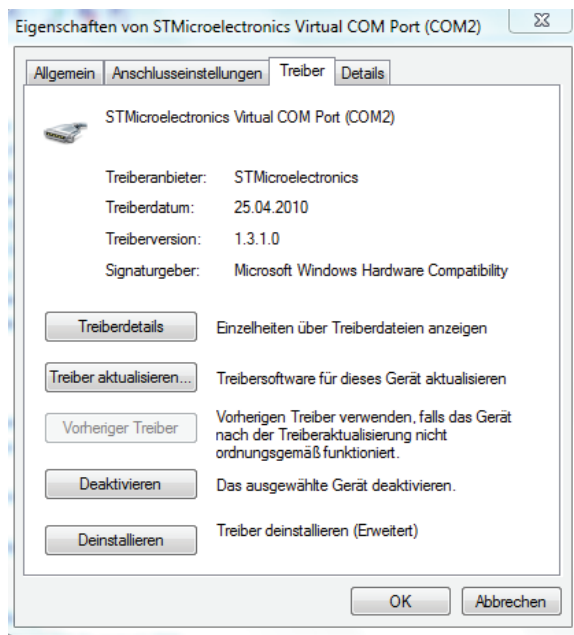 Eigenschaften von STMicroelectronics Virtual COM Port (COM2)
Allgemein Anschlusseinstellungen Treiber Details
STMicroelectronics Virtual COM Port (COM2)
Treiberanbieter: STMicroelectronics
Treiberdatum: 25.04.2010
Treiberversion: 1.3.1.0
Signaturgeber: Microsoft Windows Hardware Compatibility
Treiberdetails Einzelheiten über Treiberdateien anzeigen
Treiber aktualisieren... Treibersoftware für dieses Gerät aktualisieren
Vorheriger Treiber Vorherigen Treiber verwenden, falls das Gerät
nach der Treiberaktualisierung nicht
ordnungsgemäß funktioniert.
Deaktivieren Das ausgewählte Gerät deaktivieren.
Deinstallieren Treiber deinstallieren (Erweitert)
OK Abbrechen